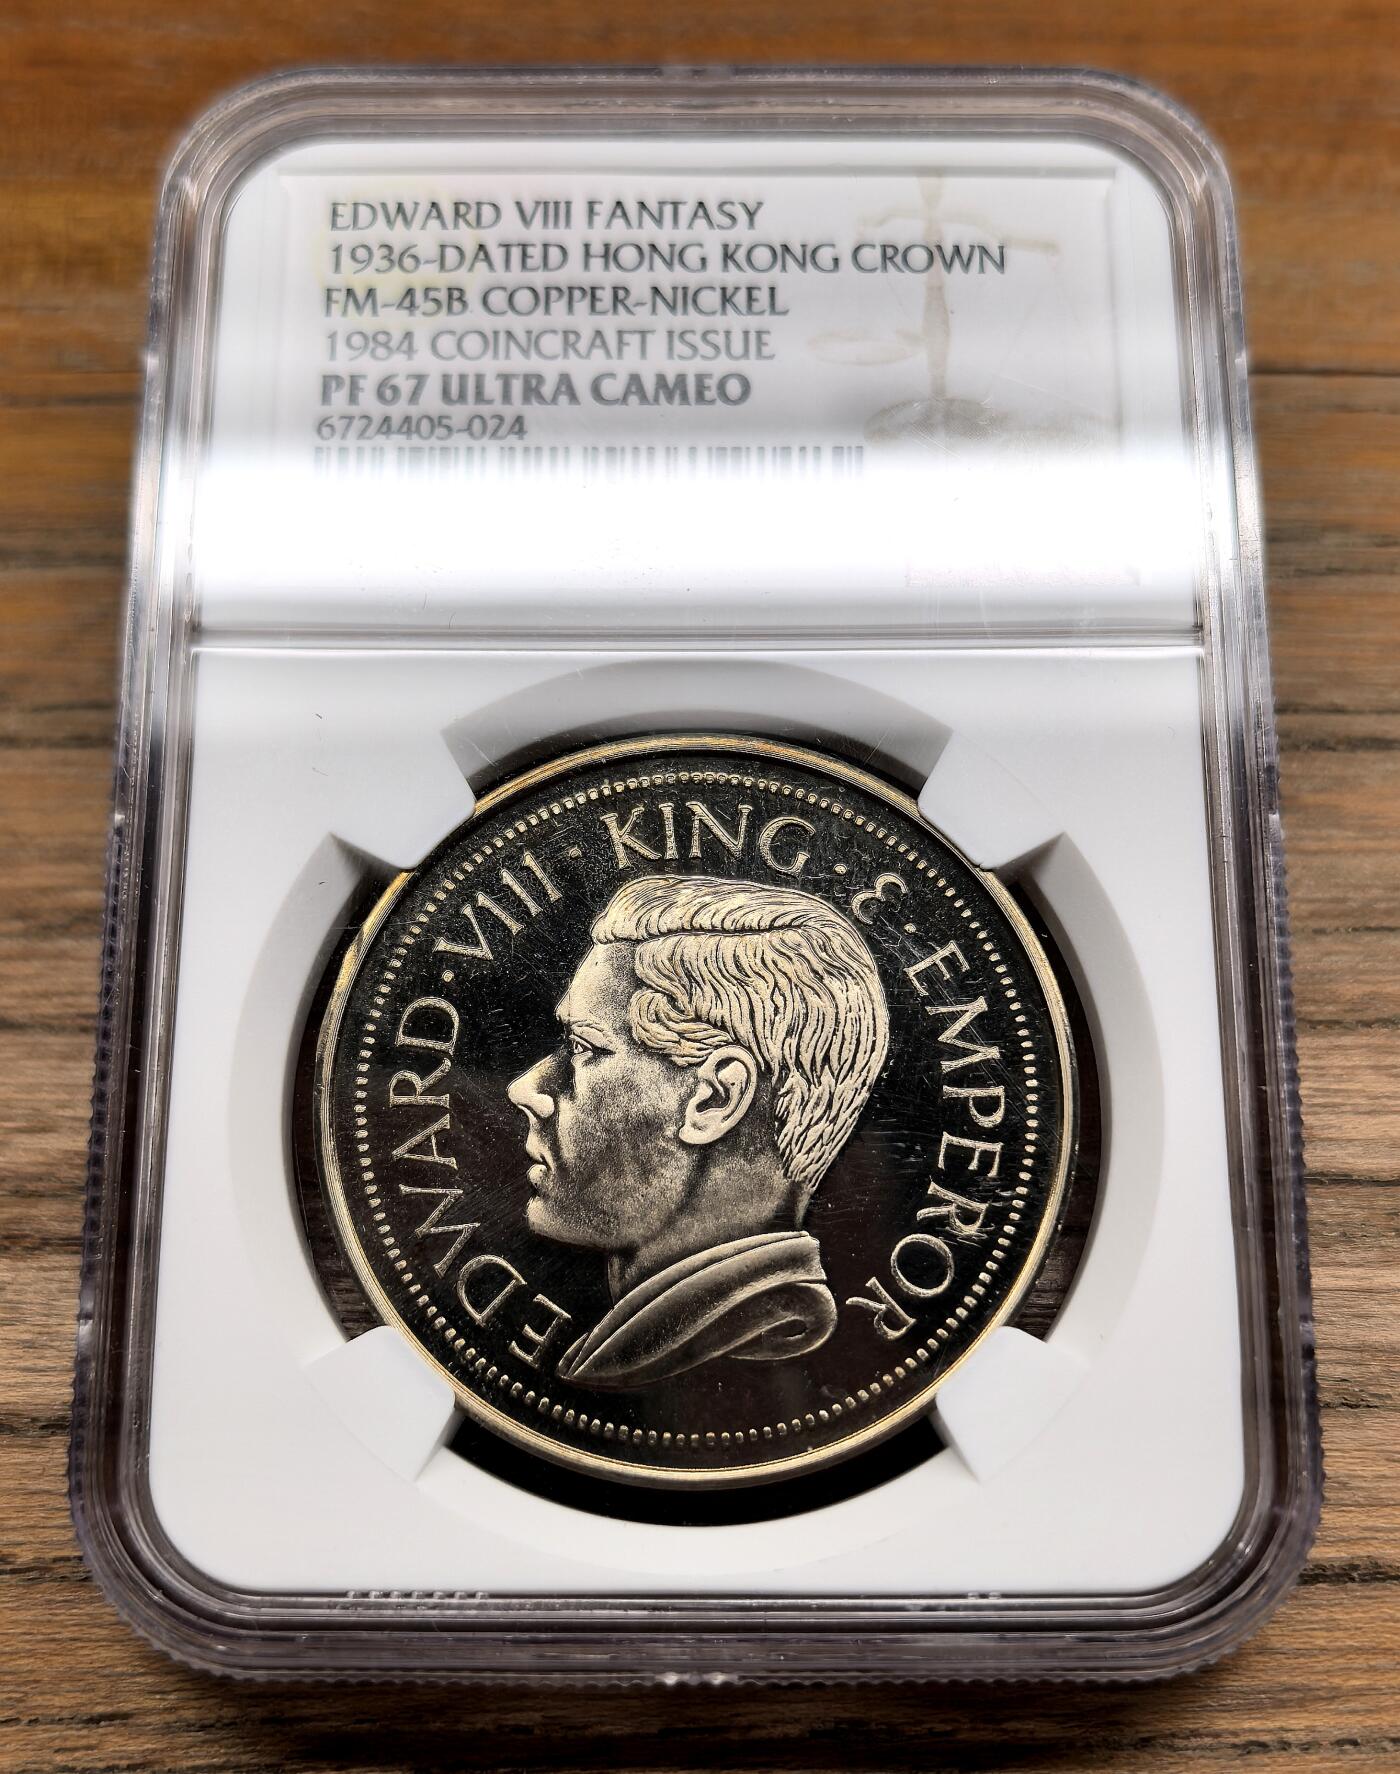 EDWARD VIII FANTASY
1936-DATED HONG KONG CROWN
FM-45B COPPER-NICKEL
1984 COINCRAFT ISSUE
PF 67 ULTRA CAMEO
6724405-024
EDWARD · VIII · KING · & · EMPEROR